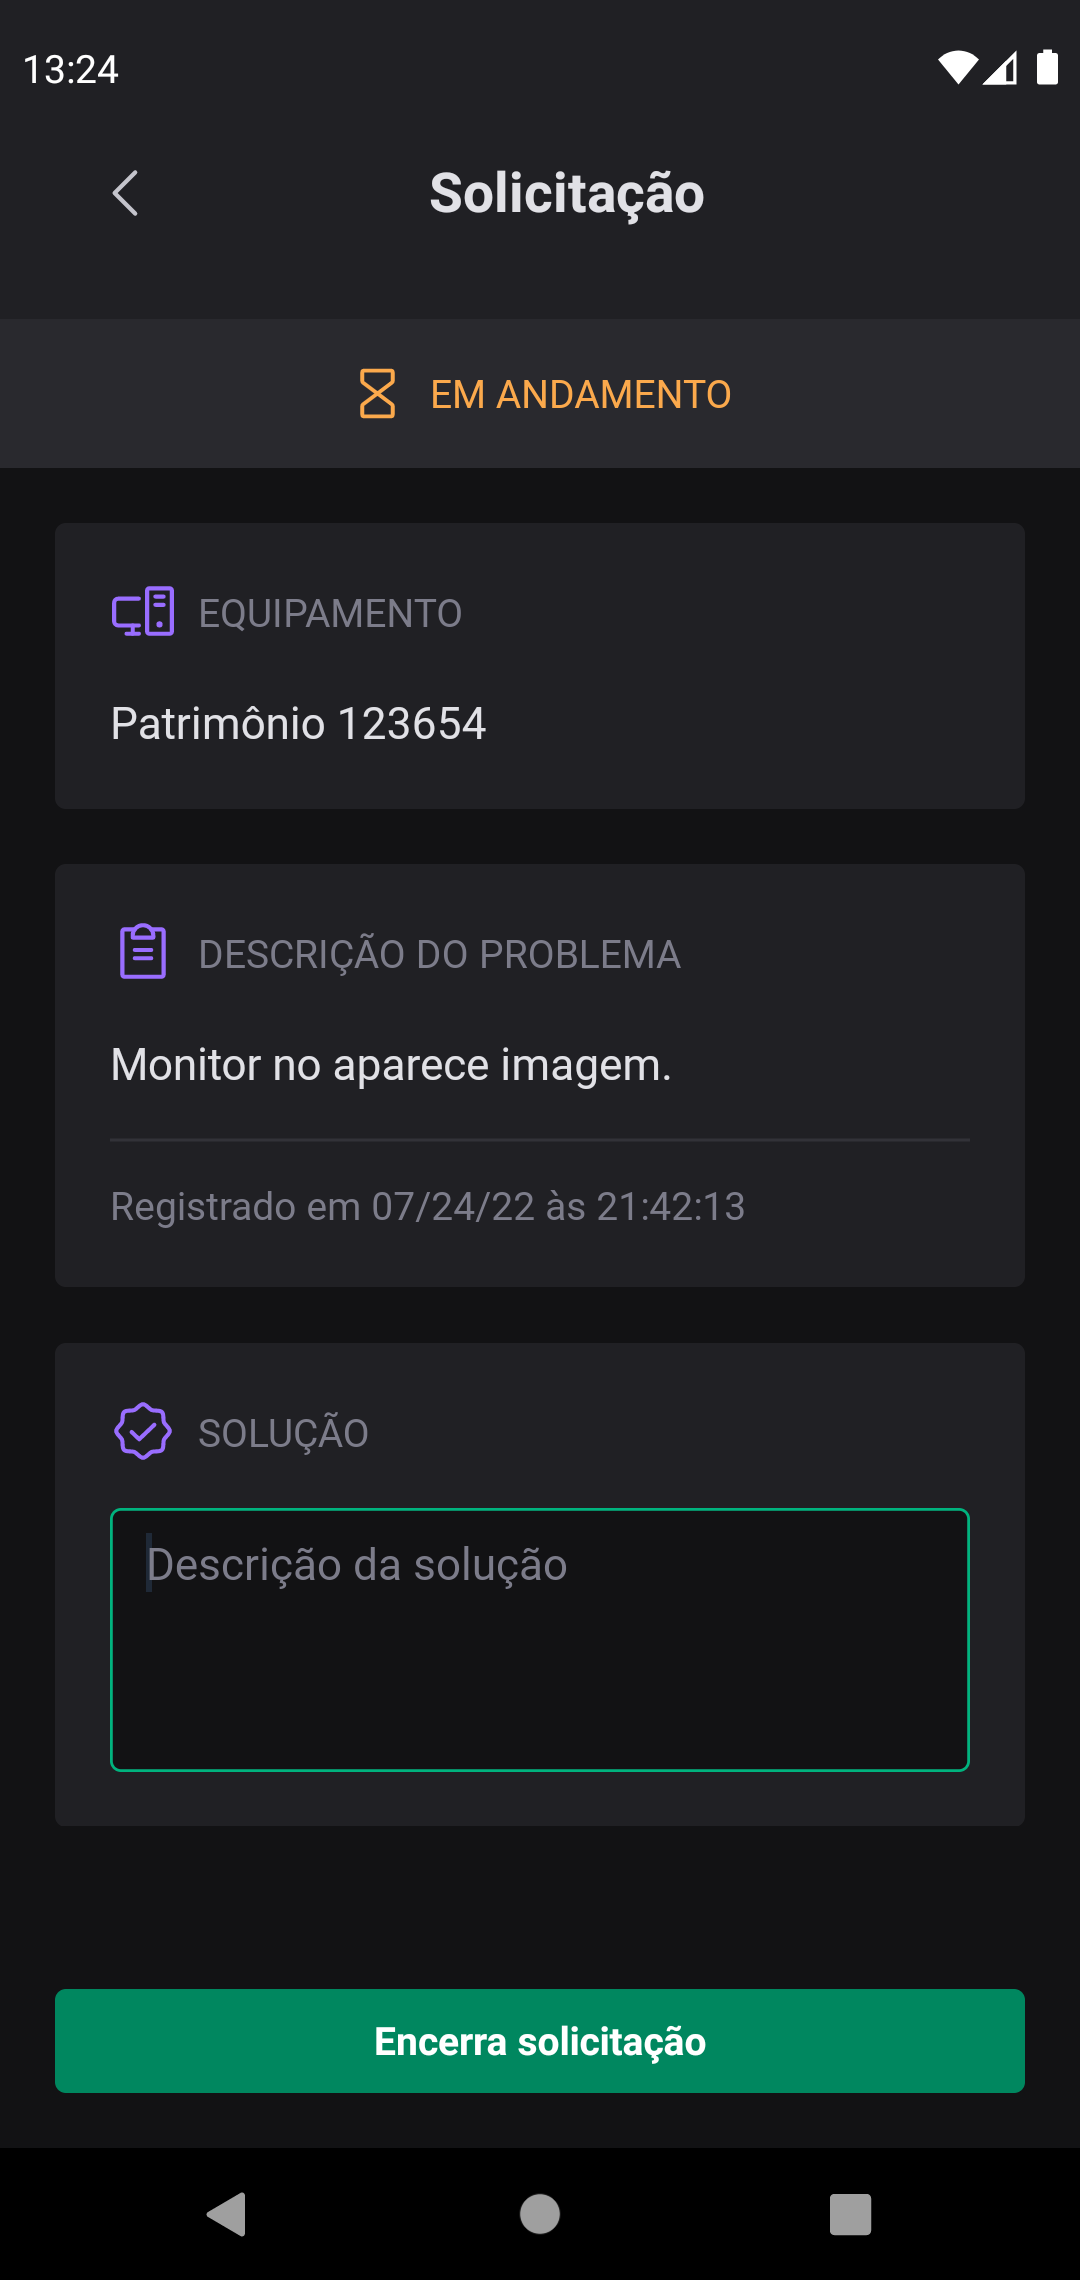 13:24
Solicitação
EM ANDAMENTO
EQUIPAMENTO
Patrimônio 123654
DESCRIÇÃO DO PROBLEMA
Monitor no aparece imagem.
Registrado em 07/24/22 às 21:42:13
SOLUÇÃO
Descrição da solução
Encerra solicitação